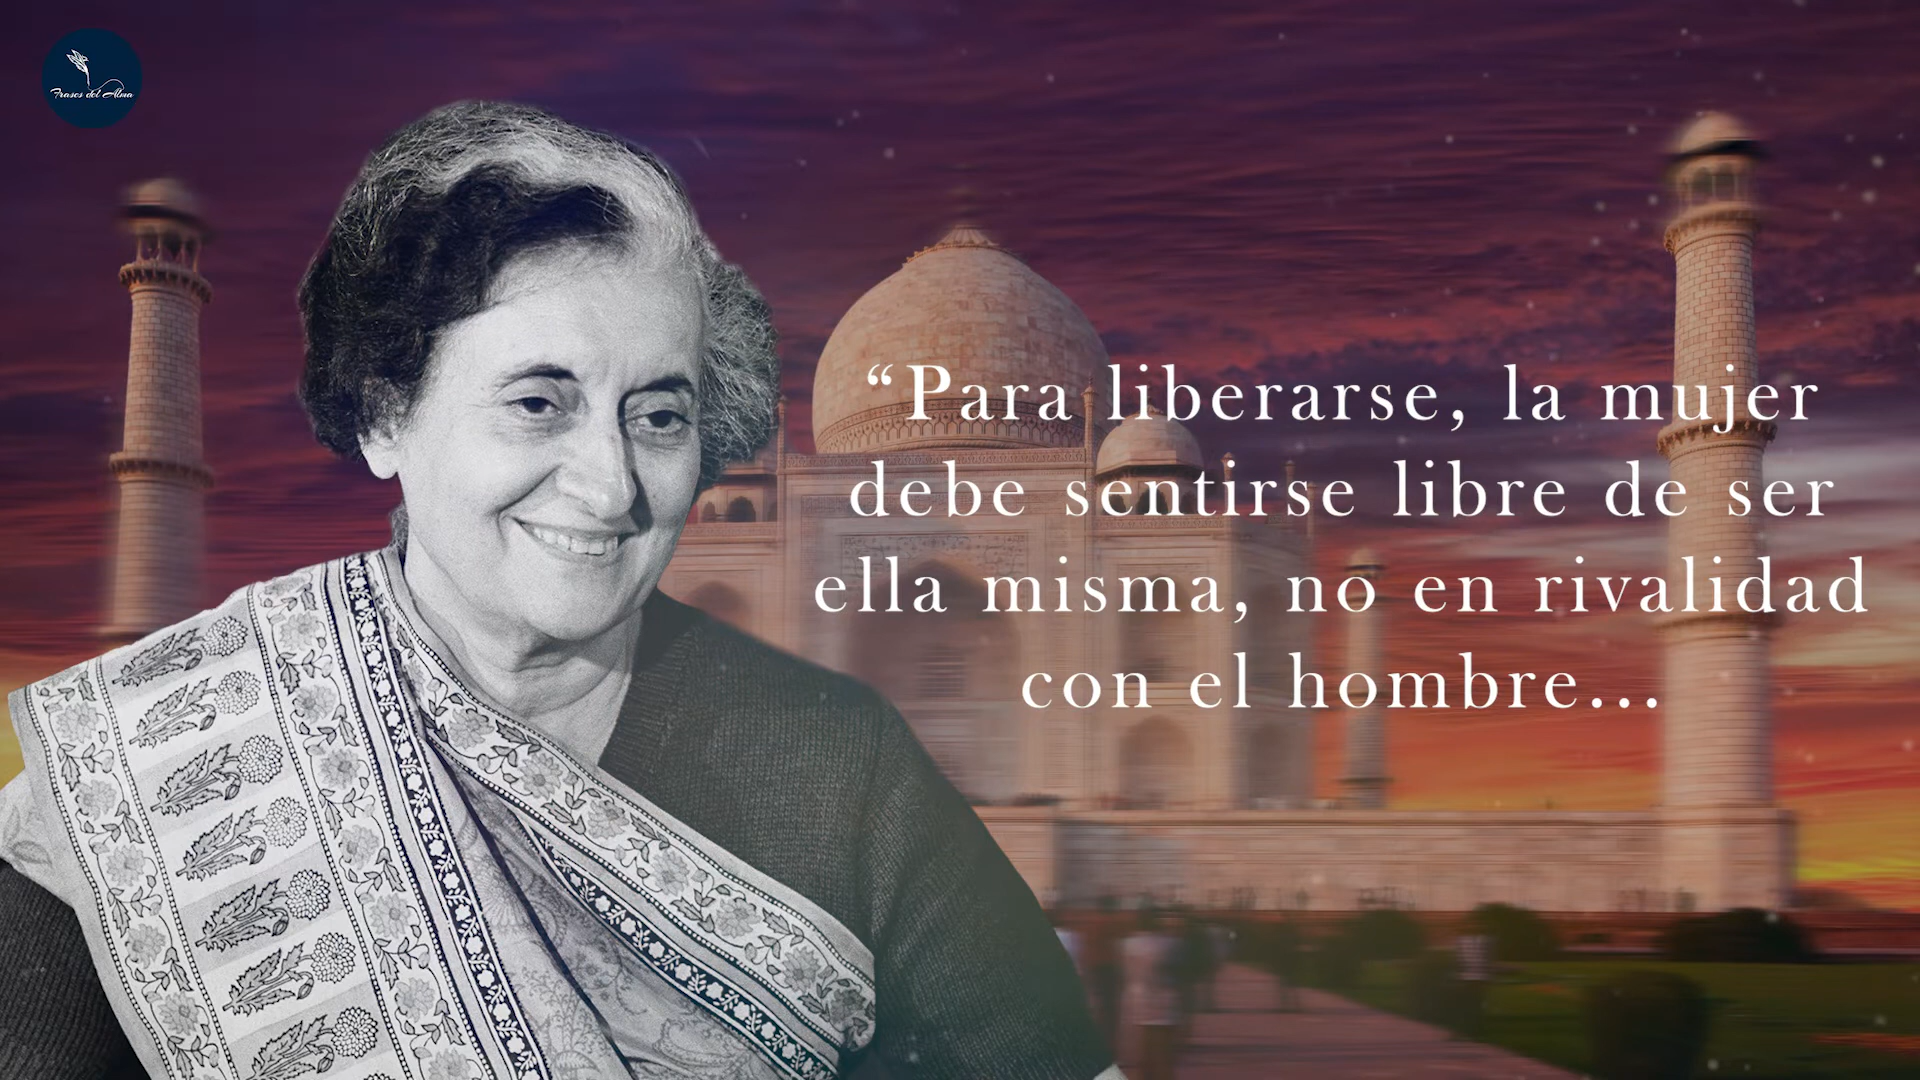 Frases del Alma
“Para liberarse, la mujer
debe sentirse libre de ser
ella misma, no en rivalidad
con el hombre...